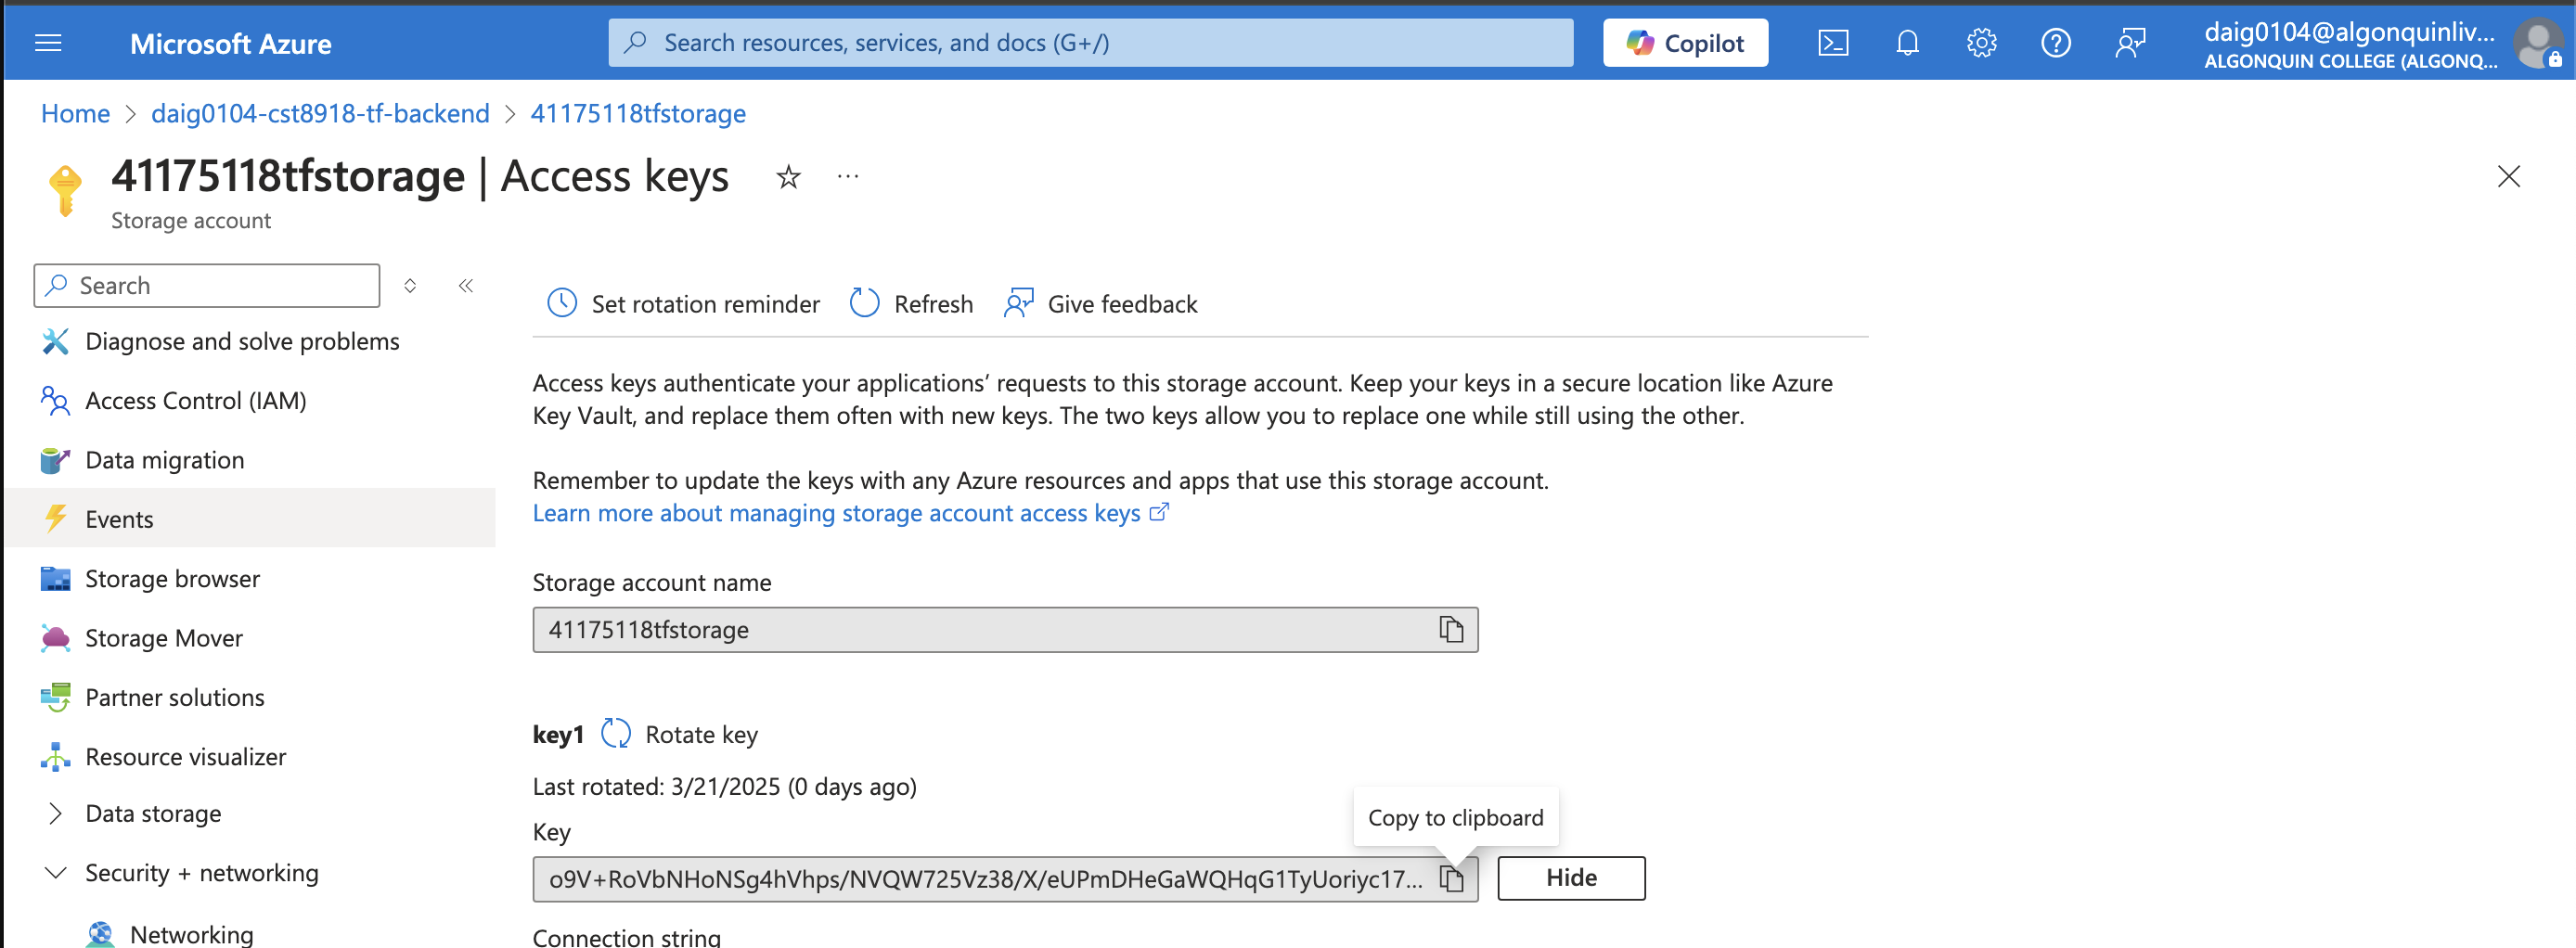 Microsoft Azure
Search resources, services, and docs (G+/)
Copilot
daig0104@algonquinliv...
ALGONQUIN COLLEGE (ALGONQ...
Home > daig0104-cst8918-tf-backend > 41175118tfstorage
41175118tfstorage | Access keys
Storage account
Search
Diagnose and solve problems
Access Control (IAM)
Data migration
Events
Storage browser
Storage Mover
Partner solutions
Resource visualizer
Data storage
Security + networking
Networking
Set rotation reminder
Refresh
Give feedback
Access keys authenticate your applications’ requests to this storage account. Keep your keys in a secure location like Azure
Key Vault, and replace them often with new keys. The two keys allow you to replace one while still using the other.
Remember to update the keys with any Azure resources and apps that use this storage account.
Learn more about managing storage account access keys
Storage account name
41175118tfstorage
key1
Rotate key
Last rotated: 3/21/2025 (0 days ago)
Copy to clipboard
Key
o9V+RoVbNHoNSg4hVhps/NVQW725Vz38/X/eUPmDHeGaWQHqG1TyUoriyc17...
Hide
Connection string